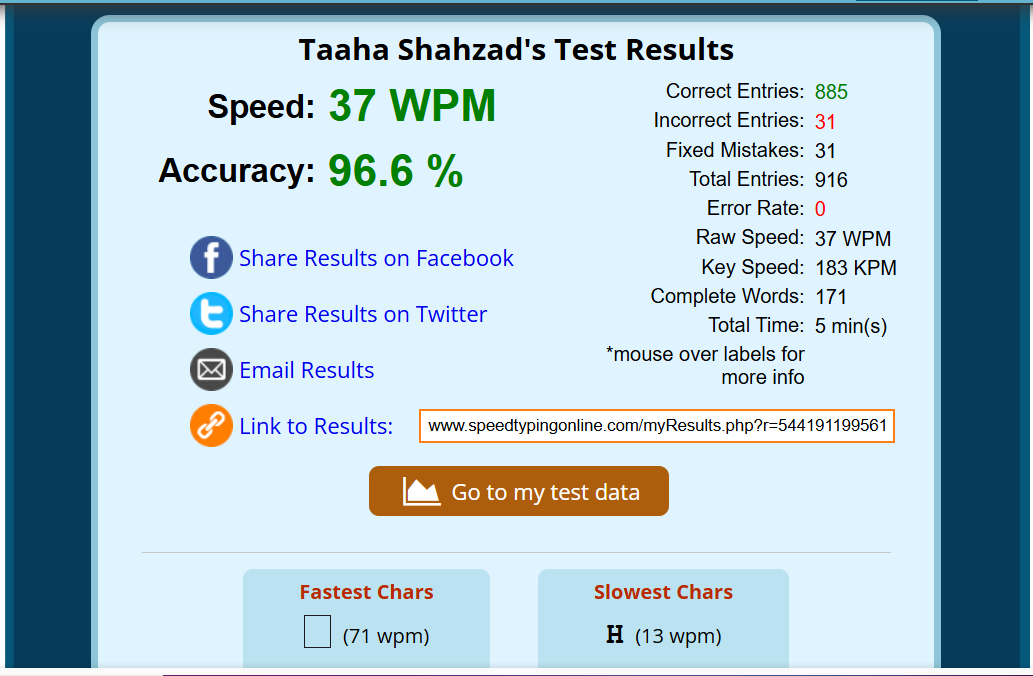 Taaha Shahzad's Test Results
Speed: 37 WPM
Accuracy: 96.6 %
Share Results on Facebook
Share Results on Twitter
Email Results
Link to Results: www.speedtypingonline.com/myResults.php?r=544191199561
Correct Entries: 885
Incorrect Entries: 31
Fixed Mistakes: 31
Total Entries: 916
Error Rate: 0
Raw Speed: 37 WPM
Key Speed: 183 KPM
Complete Words: 171
Total Time: 5 min(s)
*mouse over labels for
more info
Go to my test data
Fastest Chars
(71 wpm)
Slowest Chars
H (13 wpm)